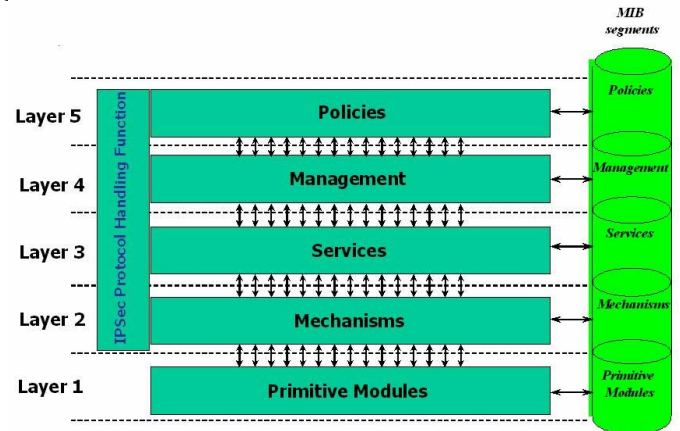 MIB
segments
Layer 5
IPSec Protocol Handling Function
Policies
Policies
Layer 4
Management
Management
Layer 3
Services
Services
Layer 2
Mechanisms
Mechanisms
Layer 1
Primitive Modules
Primitive
Modules